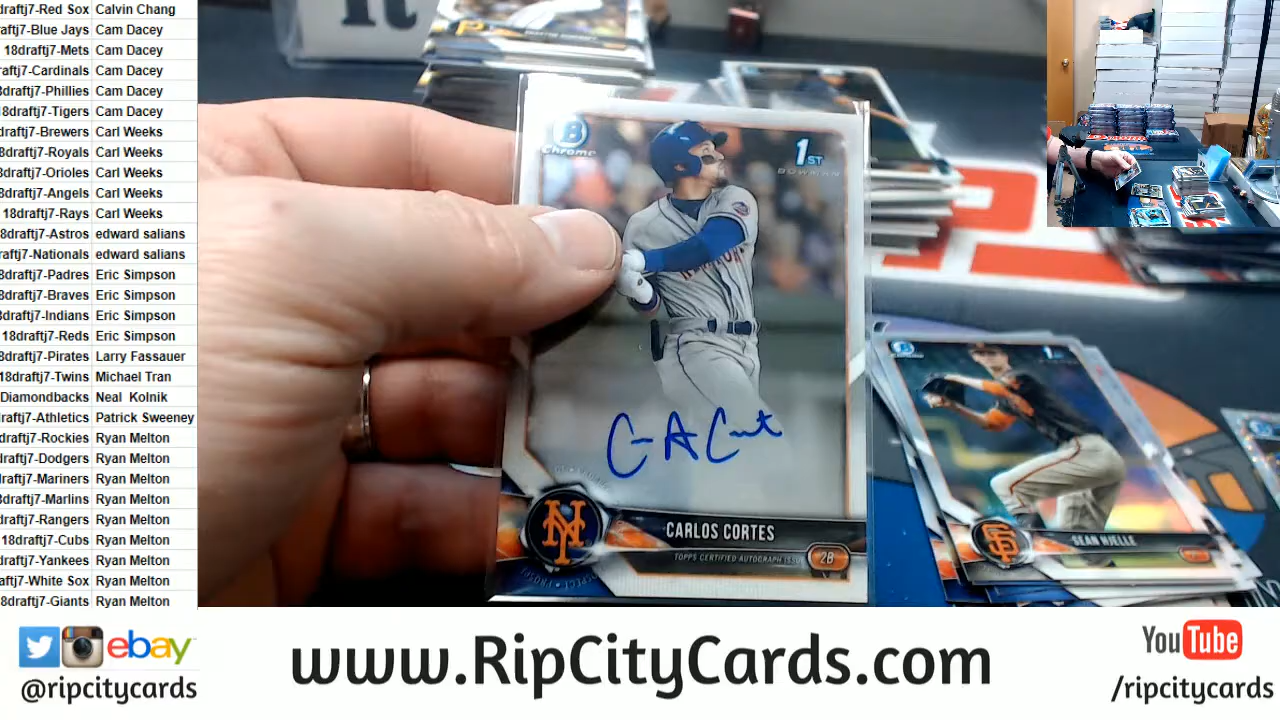 draftj7-Red Sox Calvin Chang
aftj7-Blue Jays Cam Dacey
18draftj7-Mets Cam Dacey
raftj7-Cardinals Cam Dacey
draftj7-Phillies Cam Dacey
8draftj7-Tigers Cam Dacey
draftj7-Brewers Carl Weeks
8draftj7-Royals Carl Weeks
8draftj7-Orioles Carl Weeks
8draftj7-Angels Carl Weeks
18draftj7-Rays Carl Weeks
8draftj7-Astros edward salians
draftj7-Nationals edward salians
8draftj7-Padres Eric Simpson
8draftj7-Braves Eric Simpson
draftj7-Indians Eric Simpson
18draftj7-Reds Eric Simpson
8draftj7-Pirates Larry Fassauer
18draftj7-Twins Michael Tran
Diamondbacks Neal Kolnik
draftj7-Athletics Patrick Sweeney
draftj7-Rockies Ryan Melton
draftj7-Dodgers Ryan Melton
draftj7-Mariners Ryan Melton
8draftj7-Marlins Ryan Melton
raftj7-Rangers Ryan Melton
18draftj7-Cubs Ryan Melton
raftj7-Yankees Ryan Melton
aftj7-White Sox Ryan Melton
8draftj7-Giants Ryan Melton
B
Chrome
1ST
BOWMAN
NY
CARLOS CORTES
TOPPS CERTIFIED AUTOGRAPH ISSUE
2B
1ST
SF
SEAN HJELLE
ebay
@ripcitycards
www.RipCityCards.com
YouTube
/ripcitycards